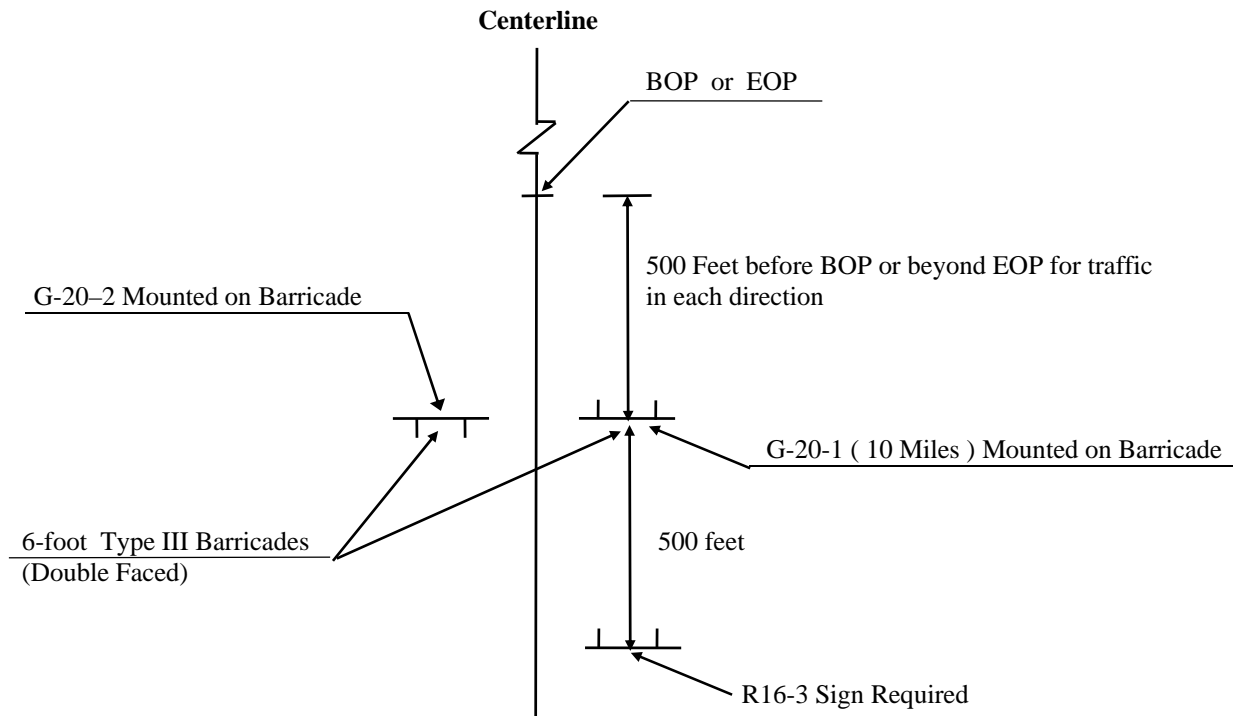 Centerline
BOP or EOP
500 Feet before BOP or beyond EOP for traffic
in each direction
G-20–2 Mounted on Barricade
G-20-1 ( 10 Miles ) Mounted on Barricade
6-foot Type III Barricades
(Double Faced)
500 feet
R16-3 Sign Required